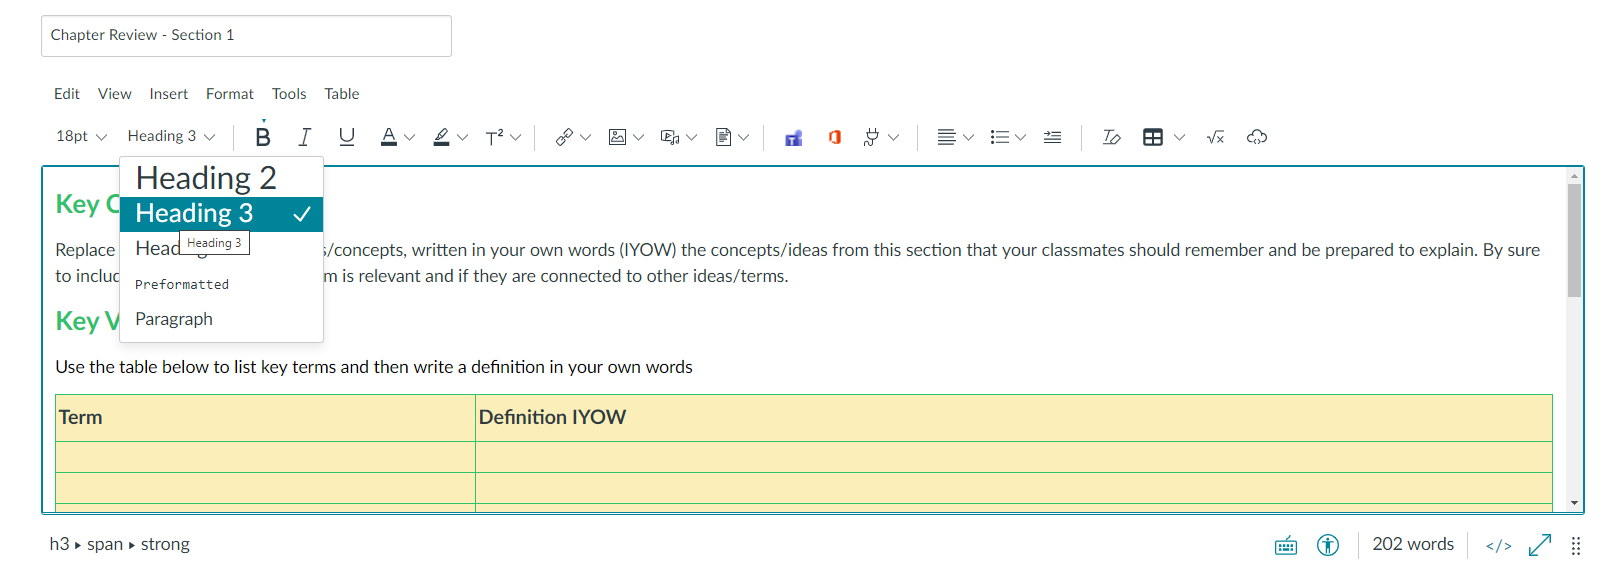 Chapter Review - Section 1
Edit View Insert Format Tools Table
18pt Heading 3 B I U A T²
Heading 2
Key
Heading 3
Heading 3
Replace /concepts, written in your own words (IYOW) the concepts/ideas from this section that your classmates should remember and be prepared to explain. By sure
to includ m is relevant and if they are connected to other ideas/terms.
Preformatted
Paragraph
Key V
Use the table below to list key terms and then write a definition in your own words
Term Definition IYOW
h3 ▸ span ▸ strong 202 words </>